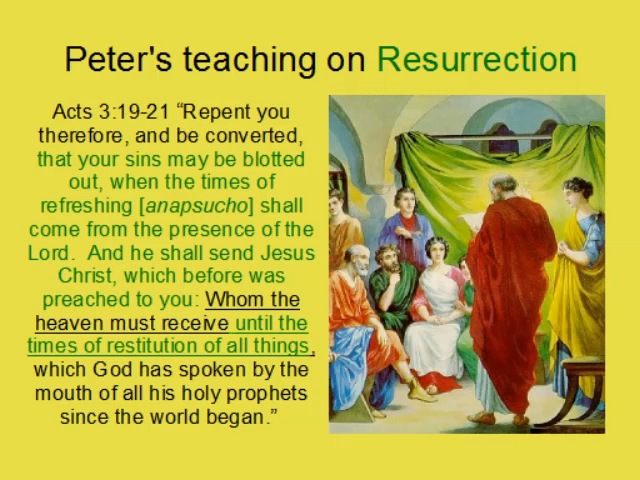 Peter's teaching on Resurrection
Acts 3:19-21 “Repent you
therefore, and be converted,
that your sins may be blotted
out, when the times of
refreshing [anapsucho] shall
come from the presence of the
Lord.  And he shall send Jesus
Christ, which before was
preached to you: Whom the
heaven must receive until the
times of restitution of all things,
which God has spoken by the
mouth of all his holy prophets
since the world began.”